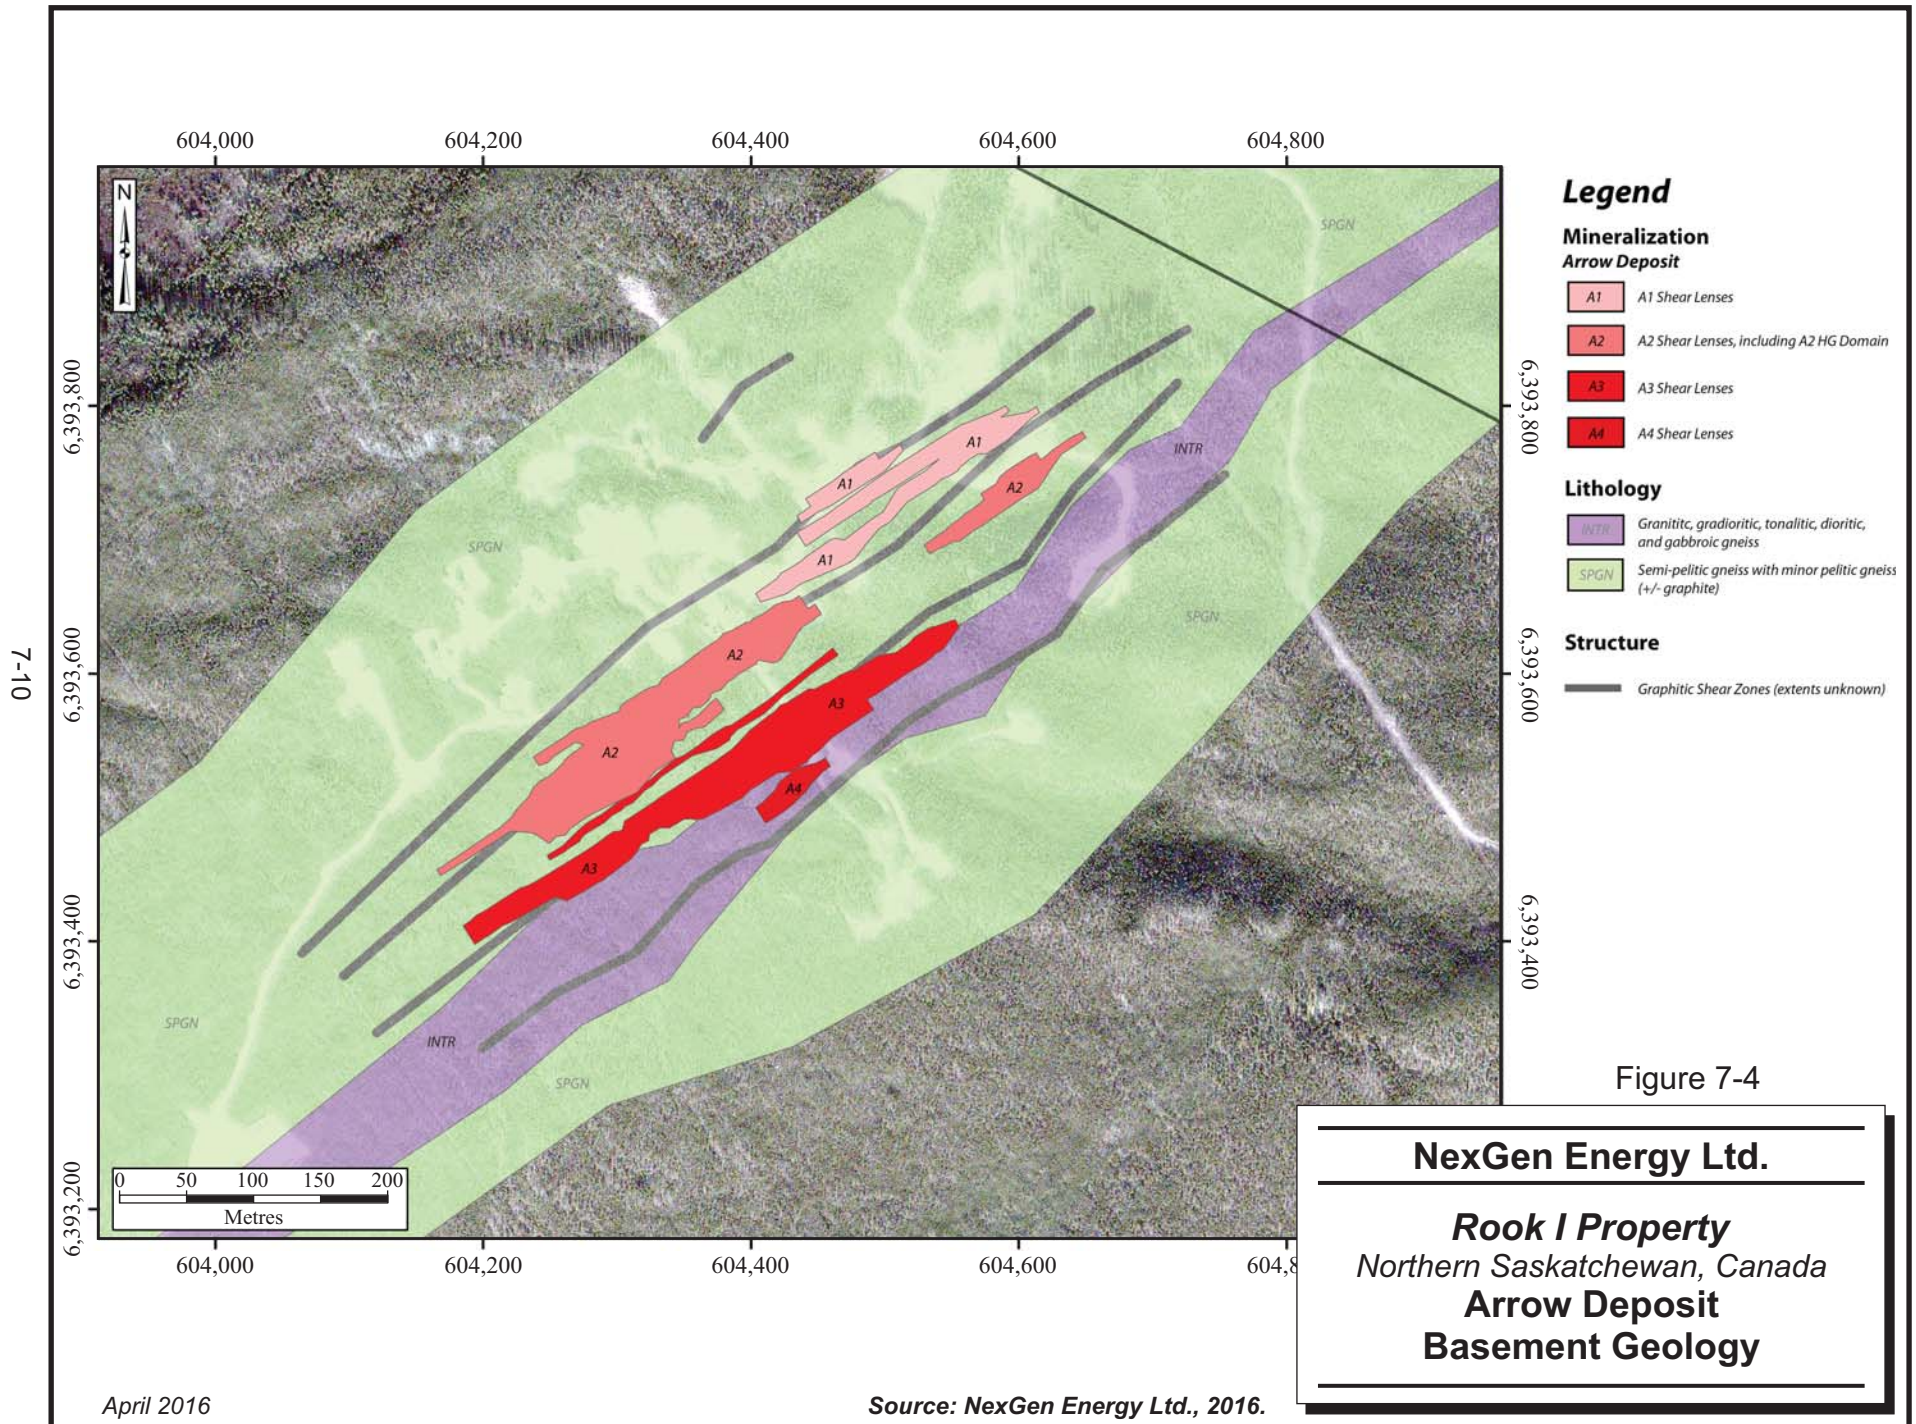 604,000 604,200 604,400 604,600 604,800
N
6,393,800
6,393,600
6,393,400
6,393,200
6,393,800
6,393,600
6,393,400
SPGN
INTR
A1
A1
A2
A1
SPGN
SPGN
A2
A3
A2
A4
A3
SPGN
INTR
SPGN
0 50 100 150 200
Metres
604,000 604,200 604,400 604,600 604,8
Legend
Mineralization
Arrow Deposit
A1 A1 Shear Lenses
A2 A2 Shear Lenses, including A2 HG Domain
A3 A3 Shear Lenses
A4 A4 Shear Lenses
Lithology
INTR Granititc, gradioritic, tonalitic, dioritic,
and gabbroic gneiss
SPGN Semi-pelitic gneiss with minor pelitic gneiss
(+/- graphite)
Structure
Graphitic Shear Zones (extents unknown)
7-10
Figure 7-4
NexGen Energy Ltd.
Rook I Property
Northern Saskatchewan, Canada
Arrow Deposit
Basement Geology
April 2016
Source: NexGen Energy Ltd., 2016.